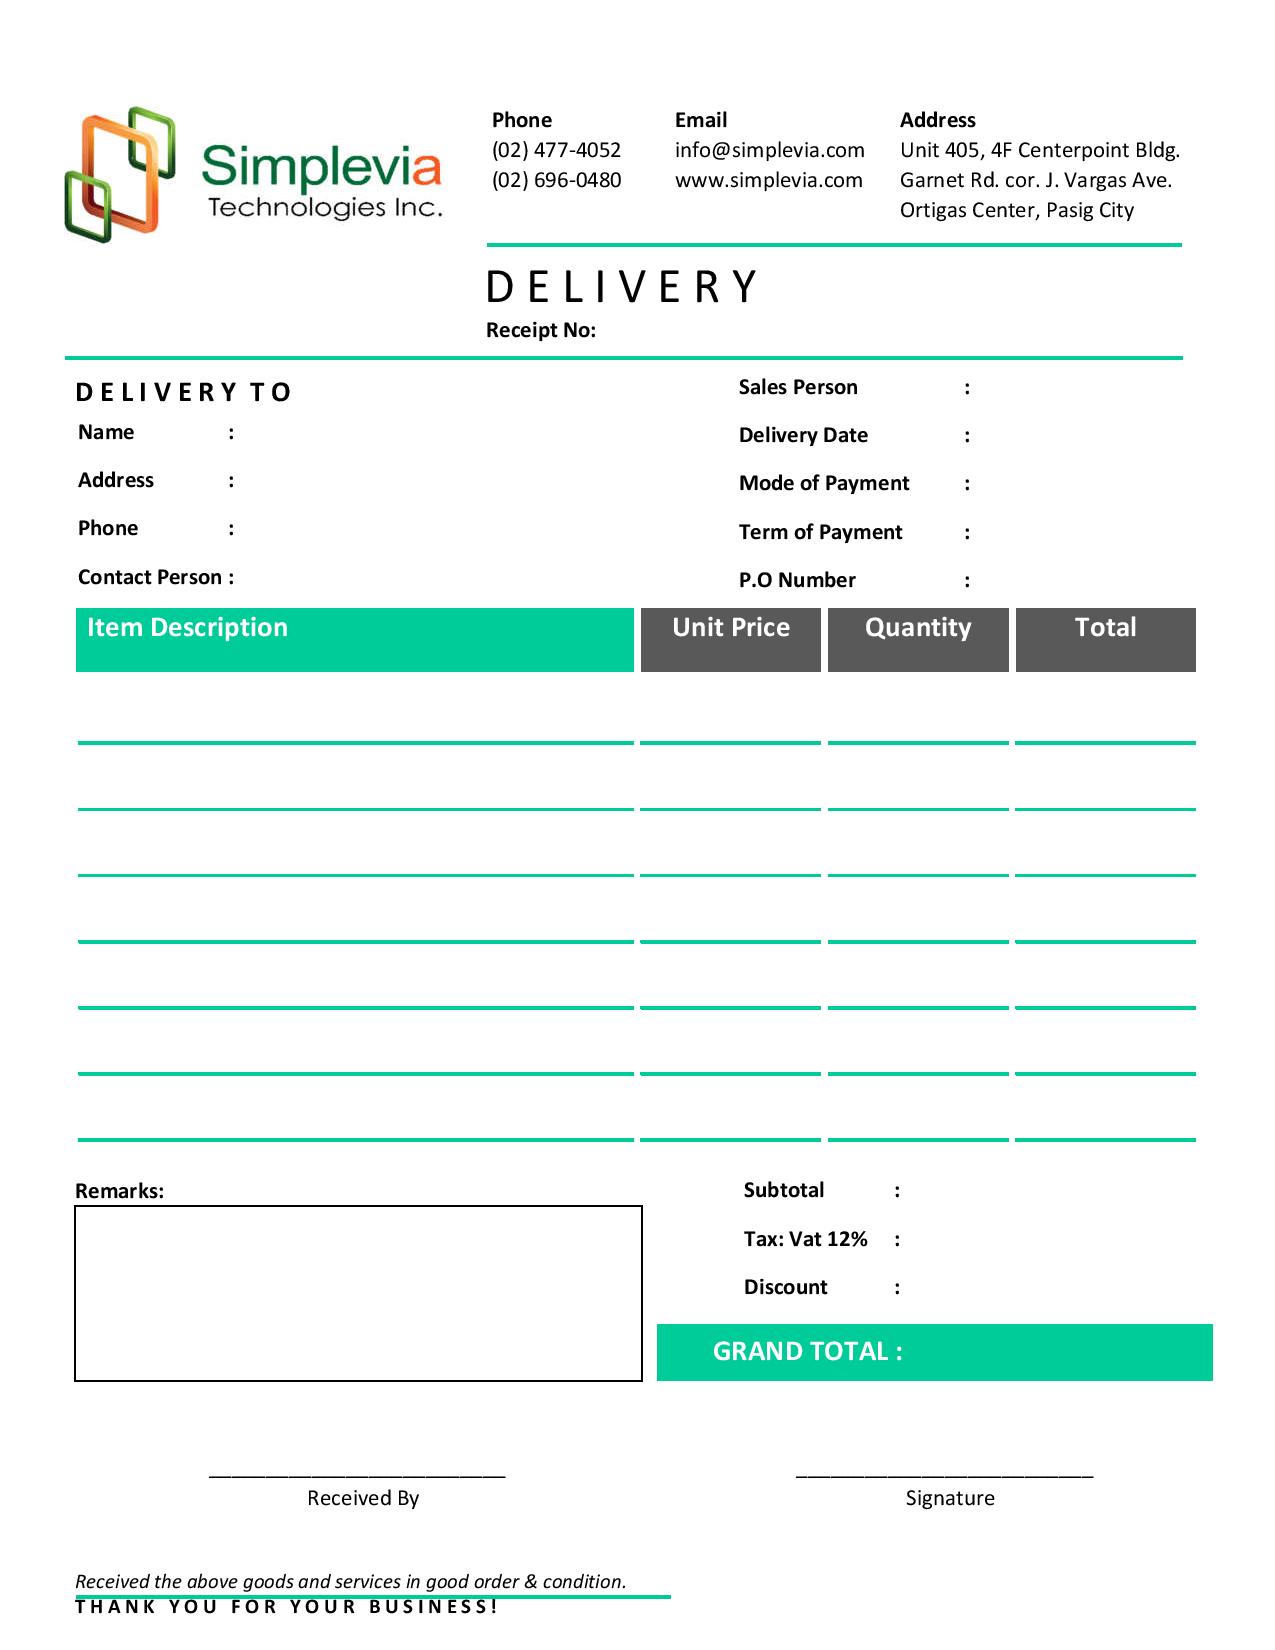 Simplevia
Technologies Inc.
Phone Email Address
(02) 477-4052 info@simplevia.com Unit 405, 4F Centerpoint Bldg.
(02) 696-0480 www.simplevia.com Garnet Rd. cor. J. Vargas Ave.
Ortigas Center, Pasig City
DELIVERY
Receipt No:
DELIVERY TO
Name :
Address :
Phone :
Contact Person :
Sales Person :
Delivery Date :
Mode of Payment :
Term of Payment :
P.O Number :
Item Description Unit Price Quantity Total
Remarks:
Subtotal :
Tax: Vat 12% :
Discount :
GRAND TOTAL :
Received By Signature
Received the above goods and services in good order & condition.
THANK YOU FOR YOUR BUSINESS!